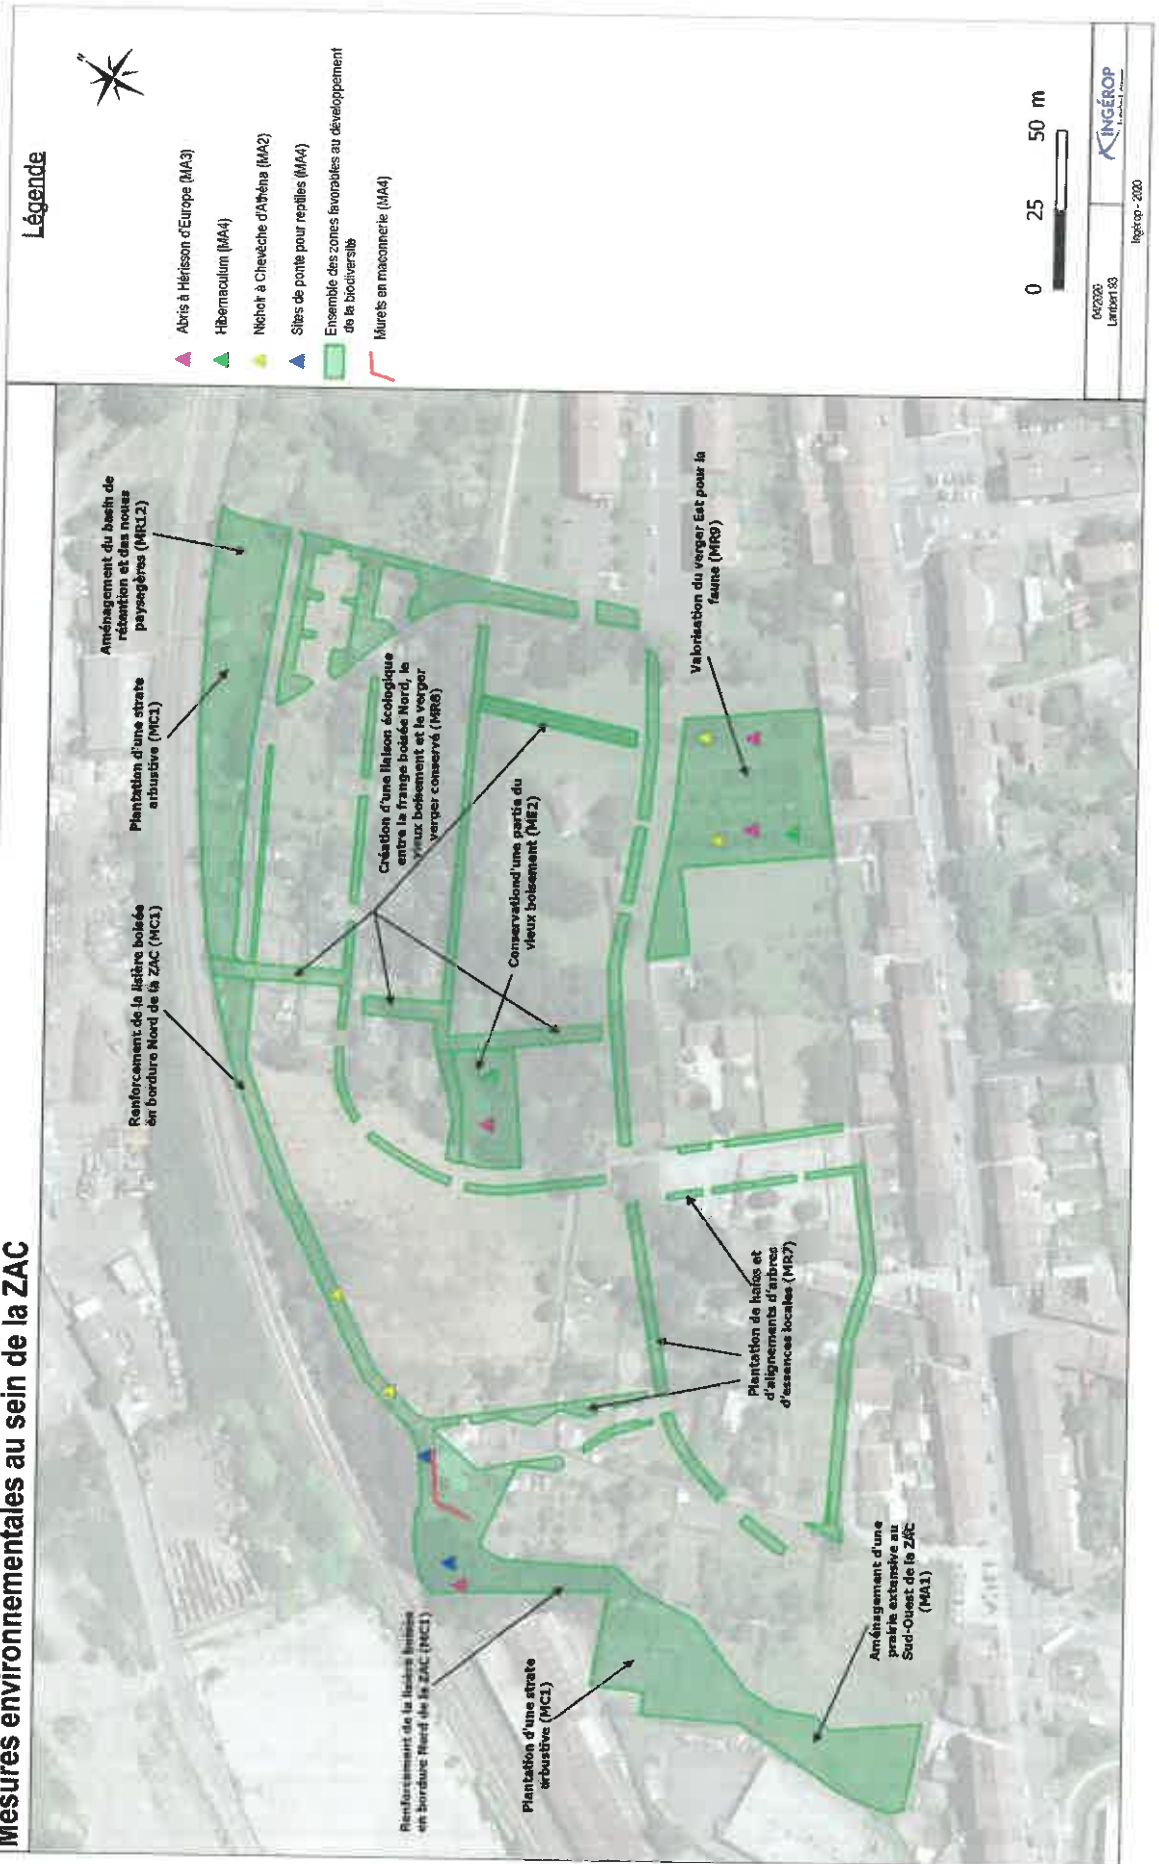 Mesures environnementales au sein de la ZAC
Renforcement de la lisière boisée
en bordure Nord de la ZAC (MC1)
Plantation d'une strate
arbustive (MC1)
Aménagement du bassin de
rétention et des noues
paysagères (MR12)
Création d'une liaison écologique
entre la frange boisée Nord, le
vieux boisement et le verger
conservé (MR6)
Conservation d'une partie du
vieux boisement (ME2)
Valorisation du verger Est pour la
faune (MR9)
Renforcement de la lisière boisée
en bordure Nord de la ZAC (MC1)
Plantation d'une strate
arbustive (MC1)
Plantation de haies et
d'alignements d'arbres
d'essences locales (MR7)
Aménagement d'une
prairie extensive au
Sud-Ouest de la ZAC
(MA1)
Légende
N
Abris à Hérisson d'Europe (MA3)
Hibernaculum (MA4)
Nichoir à Chevêche d'Athéna (MA2)
Sites de ponte pour reptiles (MA4)
Ensemble des zones favorables au développement
de la biodiversité
Murets en maconnerie (MA4)
0 25 50 m
04/2020
Lambert 93
INGÉROP
Ingérop - 2020